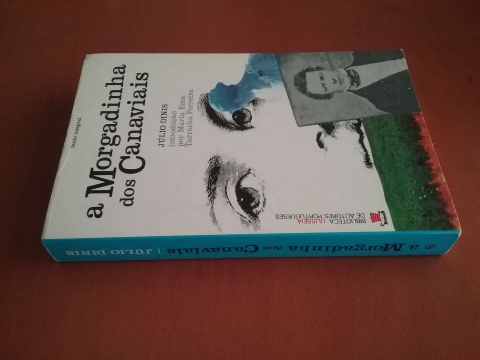 texto integral
a Morgadinha
dos Canaviais
JÚLIO DINIS
introdução
por Maria Ema
Tarracha Ferreira
BIBLIOTECA ULISSEIA
DE AUTORES PORTUGUESES
a Morgadinha dos Canaviais | JÚLIO DINIS